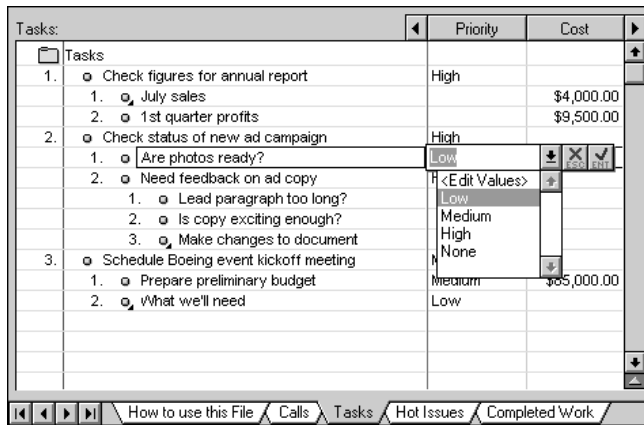 Tasks: Priority Cost
Tasks
1. Check figures for annual report High
1. July sales $4,000.00
2. 1st quarter profits $9,500.00
2. Check status of new ad campaign High
1. Are photos ready? Low ESC ENT
2. Need feedback on ad copy
<Edit Values>
Low
Medium
High
None
1. Lead paragraph too long?
2. Is copy exciting enough?
3. Make changes to document
3. Schedule Boeing event kickoff meeting
1. Prepare preliminary budget Medium $85,000.00
2. What we'll need Low
How to use this File Calls Tasks Hot Issues Completed Work